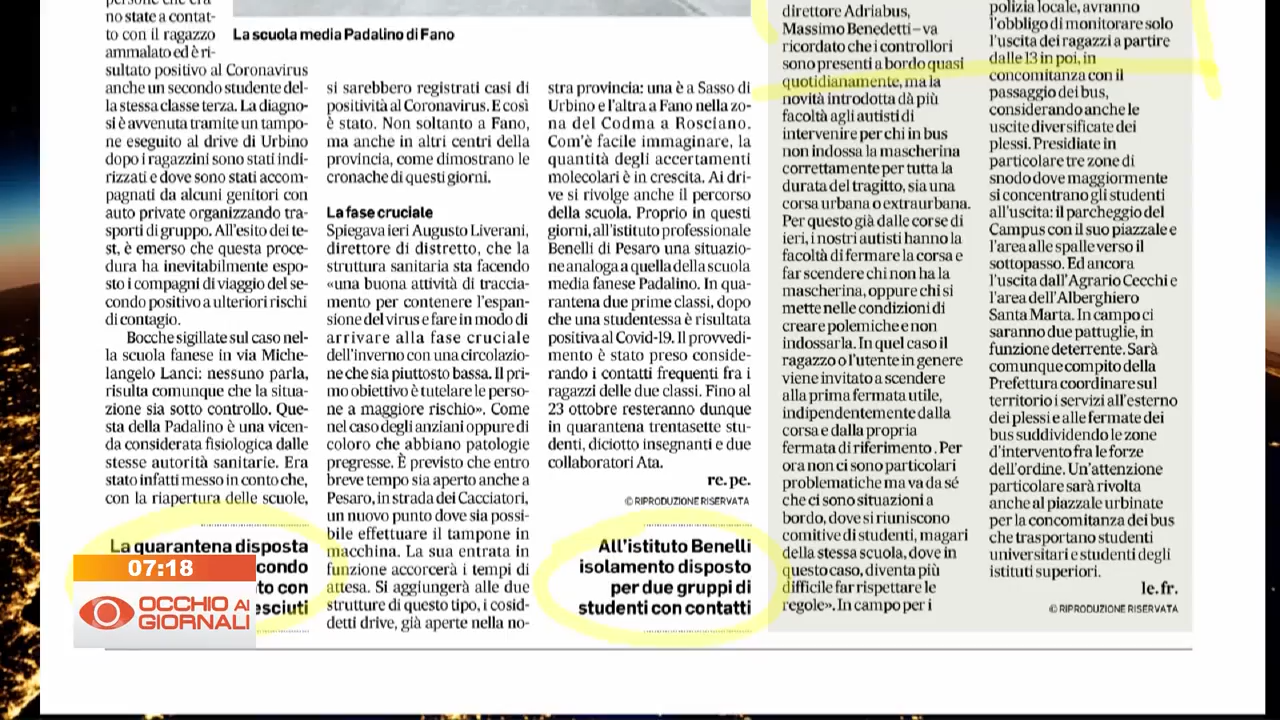 no state a contat-
to con il ragazzo
ammalato ed è ri-
sultato positivo al Coronavirus
anche un secondo studente del-
la stessa classe terza. La diagno-
si è avvenuta tramite un tampo-
ne eseguito al drive di Urbino
dopo i ragazzini sono stati indi-
rizzati e dove sono stati accom-
pagnati da alcuni genitori con
auto private organizzando tra-
sporti di gruppo. All'esito dei te-
st, è emerso che questa proce-
dura ha inevitabilmente espo-
sto i compagni di viaggio del se-
condo positivo a ulteriori rischi
di contagio.
Bocche sigillate sul caso nel-
la scuola fanese in via Miche-
langelo Lanci: nessuno parla,
risulta comunque che la situa-
zione sia sotto controllo. Que-
sta della Padalino è una vicen-
da considerata fisiologica dalle
stesse autorità sanitarie. Era
stato infatti messo in conto che,
con la riapertura delle scuole,
La quarantena disposta
condo
to con
esciuti
La scuola media Padalino di Fano
si sarebbero registrati casi di
positività al Coronavirus. E così
è stato. Non soltanto a Fano,
ma anche in altri centri della
provincia, come dimostrano le
cronache di questi giorni.
La fase cruciale
Spiegava ieri Augusto Liverani,
direttore di distretto, che la
struttura sanitaria sta facendo
«una buona attività di traccia-
mento per contenere l'espan-
sione del virus e fare in modo di
arrivare alla fase cruciale
dell'inverno con una circolazio-
ne che sia piuttosto bassa. Il pri-
mo obiettivo è tutelare le perso-
ne a maggiore rischio». Come
nel caso degli anziani oppure di
coloro che abbiano patologie
pregresse. È previsto che entro
breve tempo sia aperto anche a
Pesaro, in strada dei Cacciatori,
un nuovo punto dove sia possi-
bile effettuare il tampone in
macchina. La sua entrata in
funzione accorcerà i tempi di
attesa. Si aggiungerà alle due
strutture di questo tipo, i cosid-
detti drive, già aperte nella no-
stra provincia: una è a Sasso di
Urbino e l'altra a Fano nella zo-
na del Codma a Rosciano.
Com'è facile immaginare, la
quantità degli accertamenti
molecolari è in crescita. Ai dri-
ve si rivolge anche il percorso
della scuola. Proprio in questi
giorni, all'istituto professionale
Benelli di Pesaro una situazio-
ne analoga a quella della scuola
media fanese Padalino. In qua-
rantena due prime classi, dopo
che una studentessa è risultata
positiva al Covid-19. Il provvedi-
mento è stato preso conside-
rando i contatti frequenti fra i
ragazzi delle due classi. Fino al
23 ottobre resteranno dunque
in quarantena trentasette stu-
denti, diciotto insegnanti e due
collaboratori Ata.
re. pe.
© RIPRODUZIONE RISERVATA
All'istituto Benelli
isolamento disposto
per due gruppi di
studenti con contatti
direttore Adriabus,
Massimo Benedetti – va
ricordato che i controllori
sono presenti a bordo quasi
quotidianamente, ma la
novità introdotta dà più
facoltà agli autisti di
intervenire per chi in bus
non indossa la mascherina
correttamente per tutta la
durata del tragitto, sia una
corsa urbana o extraurbana.
Per questo già dalle corse di
ieri, i nostri autisti hanno la
facoltà di fermare la corsa e
far scendere chi non ha la
mascherina, oppure chi si
mette nelle condizioni di
creare polemiche e non
indossarla. In quel caso il
ragazzo o l'utente in genere
viene invitato a scendere
alla prima fermata utile,
indipendentemente dalla
corsa e dalla propria
fermata di riferimento . Per
ora non ci sono particolari
problematiche ma va da sé
che ci sono situazioni a
bordo, dove si riuniscono
comitive di studenti, magari
della stessa scuola, dove in
questo caso, diventa più
difficile far rispettare le
regole». In campo per i
polizia locale, avranno
l'obbligo di monitorare solo
l'uscita dei ragazzi a partire
dalle 13 in poi, in
concomitanza con il
passaggio dei bus,
considerando anche le
uscite diversificate dei
plessi. Presidiate in
particolare tre zone di
snodo dove maggiormente
si concentrano gli studenti
all'uscita: il parcheggio del
Campus con il suo piazzale e
l'area alle spalle verso il
sottopasso. Ed ancora
l'uscita dall'Agrario Cecchi e
l'area dell'Alberghiero
Santa Marta. In campo ci
saranno due pattuglie, in
funzione deterrente. Sarà
comunque compito della
Prefettura coordinare sul
territorio i servizi all'esterno
dei plessi e alle fermate dei
bus suddividendo le zone
d'intervento fra le forze
dell'ordine. Un'attenzione
particolare sarà rivolta
anche al piazzale urbinate
per la concomitanza dei bus
che trasportano studenti
universitari e studenti degli
istituti superiori.
le. fr.
© RIPRODUZIONE RISERVATA
07:18
OCCHIO AI
GIORNALI